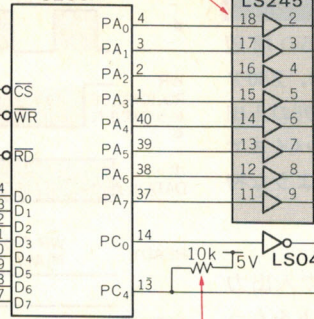 LS245
PA0 4 18 2
PA1 3 17 3
PA2 2 16 4
CS
PA3 1 15 5
WR
PA4 40 14 6
RD
PA5 39 13 7
PA6 38 12 8
PA7 37 11 9
D0
D1
D2
PC0 14
D3
D4
10k 5V LS04
D5
D6
PC4 13
D7